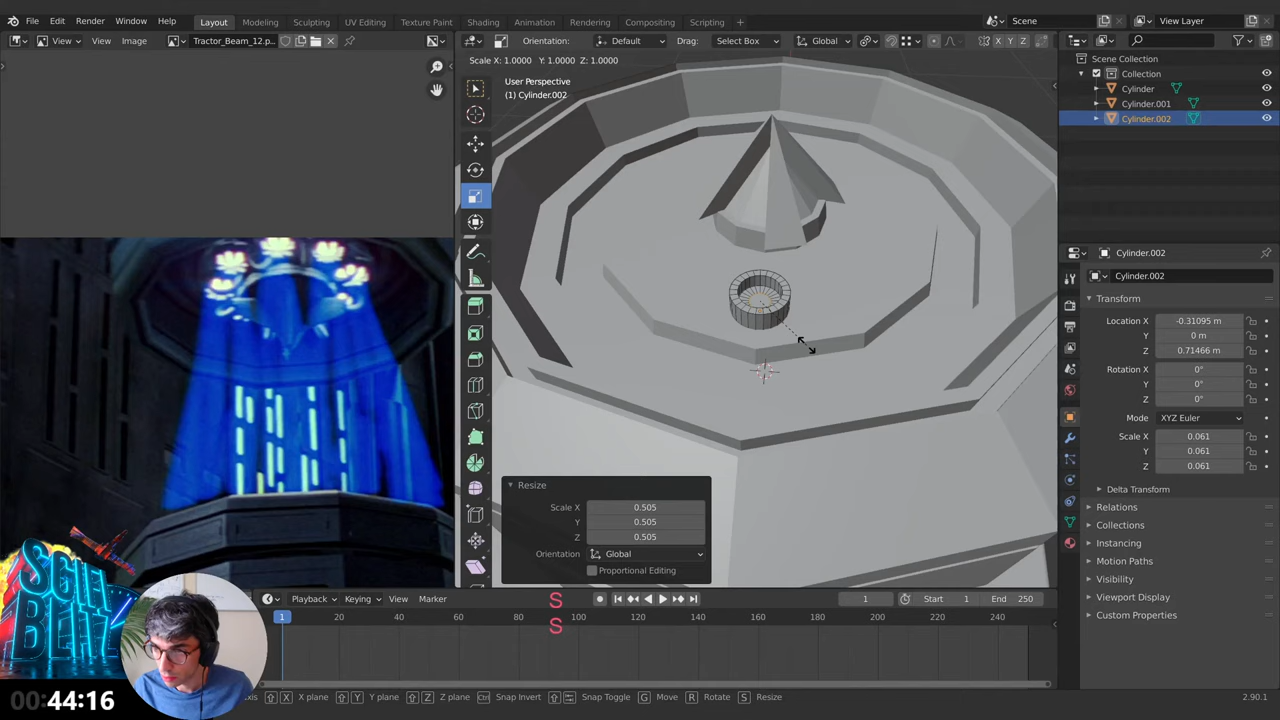 File Edit Render Window Help Layout Modeling Sculpting UV Editing Texture Paint Shading Animation Rendering Compositing Scripting + Scene View Layer
View View Image Tractor_Beam_12.p... Orientation: Default Drag: Select Box Global X Y Z
Scale X: 1.0000 Y: 1.0000 Z: 1.0000
User Perspective
(1) Cylinder.002
Scene Collection
Collection
Cylinder
Cylinder.001
Cylinder.002
Cylinder.002
Cylinder.002
Transform
Location X -0.31095 m
Y 0 m
Z 0.71466 m
Rotation X 0°
Y 0°
Z 0°
Mode XYZ Euler
Scale X 0.061
Y 0.061
Z 0.061
Delta Transform
Relations
Collections
Instancing
Motion Paths
Visibility
Viewport Display
Custom Properties
Resize
Scale X 0.505
Y 0.505
Z 0.505
Orientation Global
Proportional Editing
Playback Keying View Marker
1 Start 1 End 250
1 20 40 60 80 100 120 140 160 180 200 220 240
S
S
SCIFI
BLITZ
00:44:16
axis X X plane Y Y plane Z Z plane Ctrl Snap Invert Snap Toggle G Move R Rotate S Resize 2.90.1